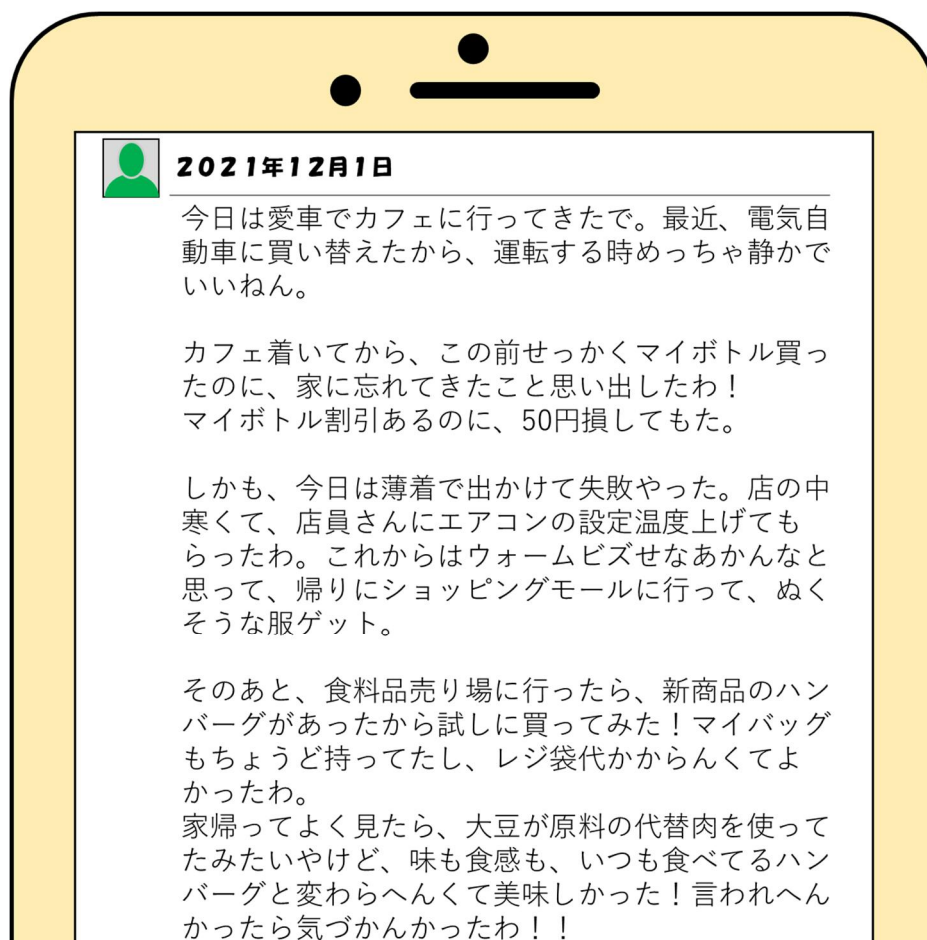 2021年12月1日
今日は愛車でカフェに行ってきたで。最近、電気自
動車に買い替えたから、運転する時めっちゃ静かで
いいねん。
カフェ着いてから、この前せっかくマイボトル買っ
たのに、家に忘れてきたこと思い出したわ！
マイボトル割引あるのに、50円損してもた。
しかも、今日は薄着で出かけて失敗やった。店の中
寒くて、店員さんにエアコンの設定温度上げても
らったわ。これからはウォームビズせなあかんなと
思って、帰りにショッピングモールに行って、ぬく
そうな服ゲット。
そのあと、食料品売り場に行ったら、新商品のハン
バーグがあったから試しに買ってみた！マイバッグ
もちょうど持ってたし、レジ袋代かからんくてよ
かったわ。
家帰ってよく見たら、大豆が原料の代替肉を使って
たみたいやけど、味も食感も、いつも食べてるハン
バーグと変わらへんくて美味しかった！言われへん
かったら気づかんかったわ！！